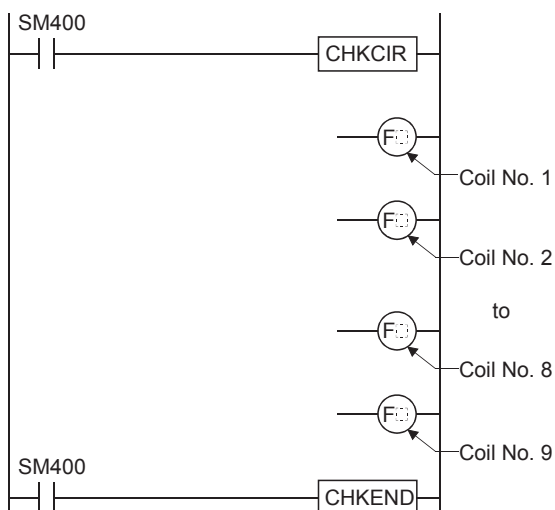 SM400
CHKCIR
F
Coil No. 1
F
Coil No. 2
to
F
Coil No. 8
F
Coil No. 9
SM400
CHKEND